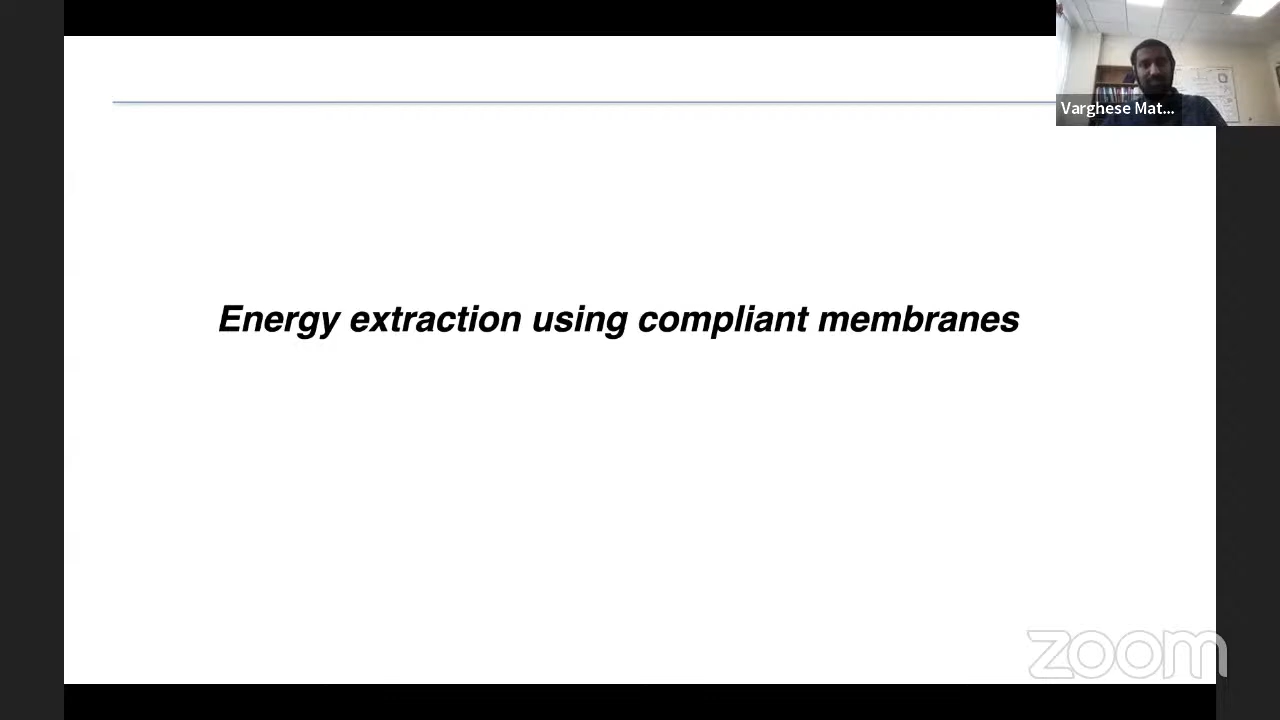 Varghese Mat...
Energy extraction using compliant membranes
zoom